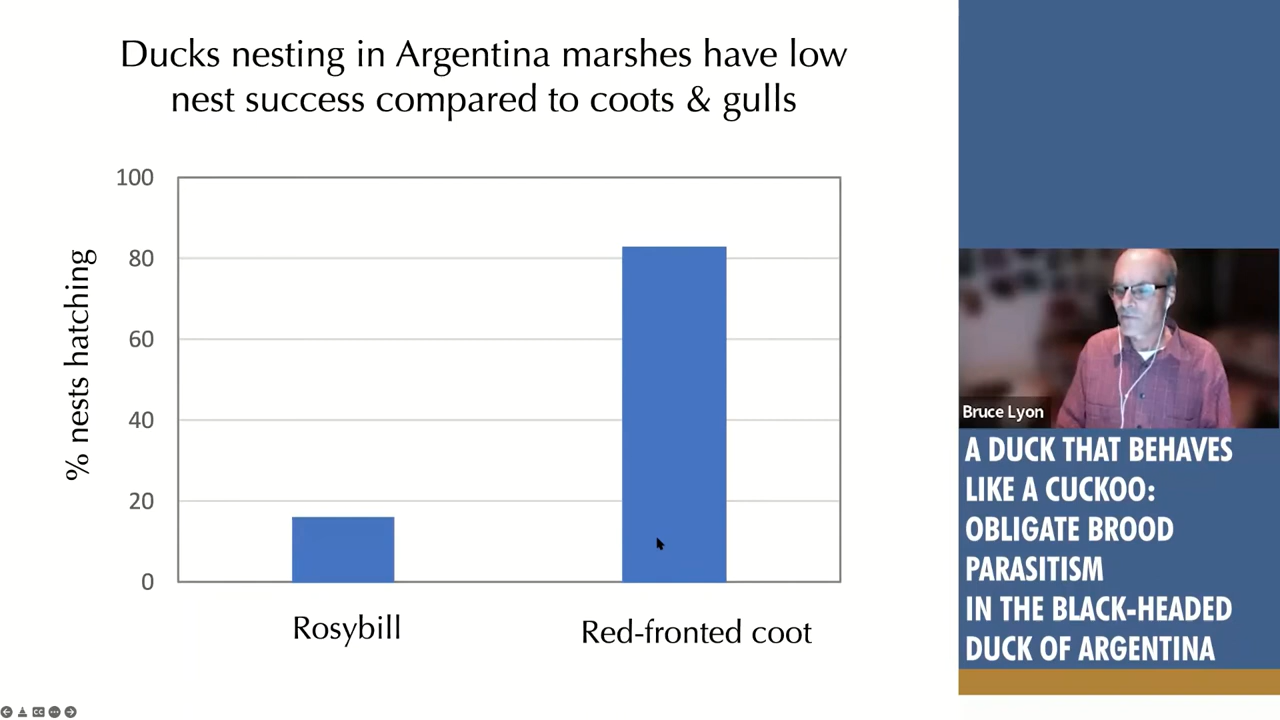 Ducks nesting in Argentina marshes have low
nest success compared to coots & gulls
% nests hatching
100
80
60
40
20
0
Rosybill
Red-fronted coot
Bruce Lyon
A DUCK THAT BEHAVES
LIKE A CUCKOO:
OBLIGATE BROOD
PARASITISM
IN THE BLACK-HEADED
DUCK OF ARGENTINA
CC